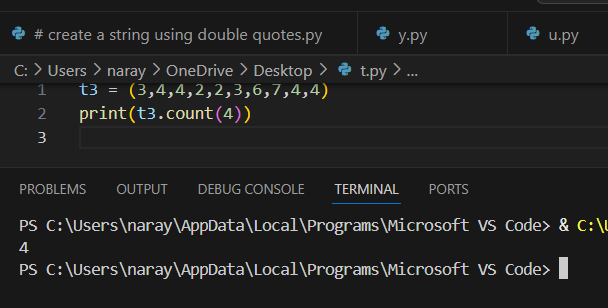 # create a string using double quotes.py y.py u.py
C: > Users > naray > OneDrive > Desktop > t.py > ...
1 t3 = (3,4,4,2,2,3,6,7,4,4)
2 print(t3.count(4))
3
PROBLEMS OUTPUT DEBUG CONSOLE TERMINAL PORTS
PS C:\Users\naray\AppData\Local\Programs\Microsoft VS Code> & C:\U
4
PS C:\Users\naray\AppData\Local\Programs\Microsoft VS Code>